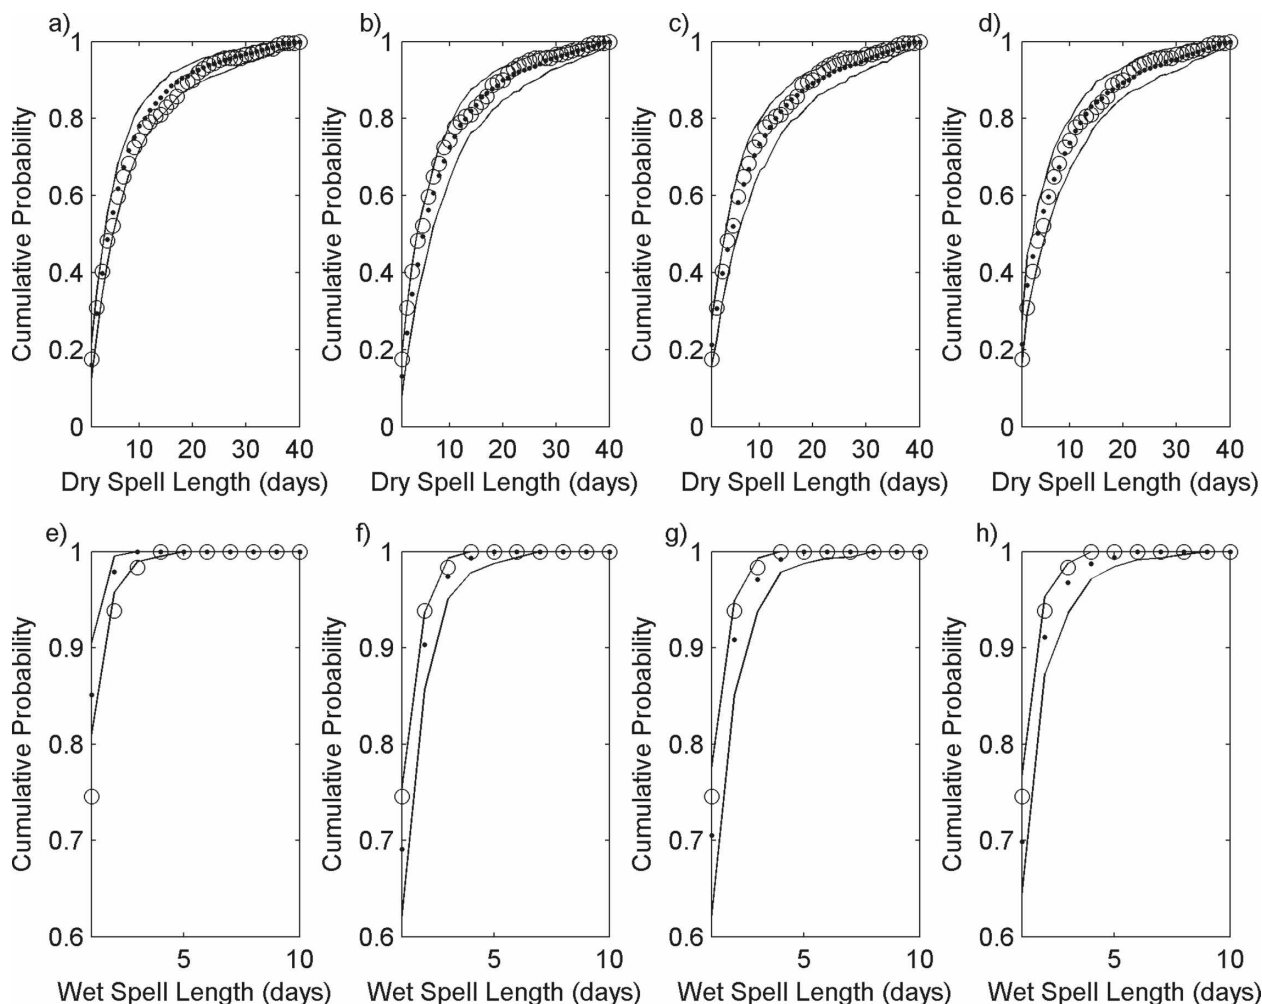 a) b) c) d)
1 1 1 1
0.8 0.8 0.8 0.8
0.6 0.6 0.6 0.6
0.4 0.4 0.4 0.4
0.2 0.2 0.2 0.2
0 0 0 0
Cumulative Probability Cumulative Probability Cumulative Probability Cumulative Probability
10 20 30 40 10 20 30 40 10 20 30 40 10 20 30 40
Dry Spell Length (days) Dry Spell Length (days) Dry Spell Length (days) Dry Spell Length (days)
e) f) g) h)
1 1 1 1
0.9 0.9 0.9 0.9
0.8 0.8 0.8 0.8
0.7 0.7 0.7 0.7
0.6 0.6 0.6 0.6
Cumulative Probability Cumulative Probability Cumulative Probability Cumulative Probability
5 10 5 10 5 10 5 10
Wet Spell Length (days) Wet Spell Length (days) Wet Spell Length (days) Wet Spell Length (days)